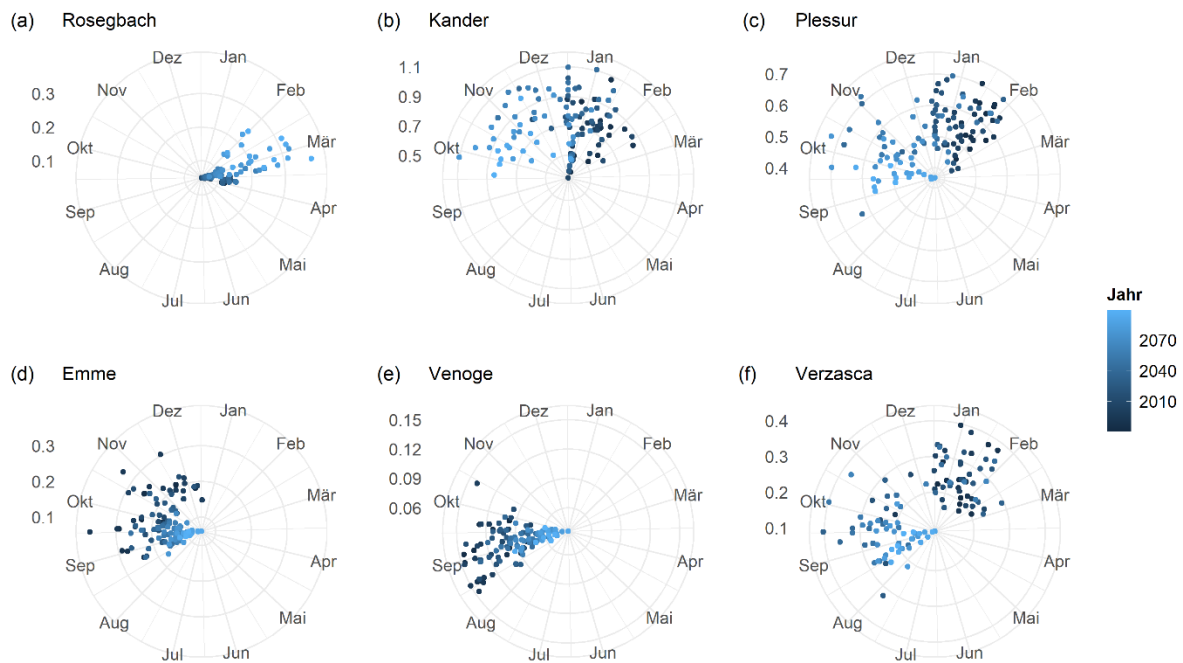 (a) Rosegbach
Dez Jan
Nov Feb
Okt Mär
Sep Apr
Aug Mai
Jul Jun
0.3
0.2
0.1
(b) Kander
Dez Jan
Nov Feb
Okt Mär
Sep Apr
Aug Mai
Jul Jun
1.1
0.9
0.7
0.5
(c) Plessur
Dez Jan
Nov Feb
Okt Mär
Sep Apr
Aug Mai
Jul Jun
0.7
0.6
0.5
0.4
Jahr
2070
2040
2010
(d) Emme
Dez Jan
Nov Feb
Okt Mär
Sep Apr
Aug Mai
Jul Jun
0.3
0.2
0.1
(e) Venoge
Dez Jan
Nov Feb
Okt Mär
Sep Apr
Aug Mai
Jul Jun
0.15
0.12
0.09
0.06
(f) Verzasca
Dez Jan
Nov Feb
Okt Mär
Sep Apr
Aug Mai
Jul Jun
0.4
0.3
0.2
0.1